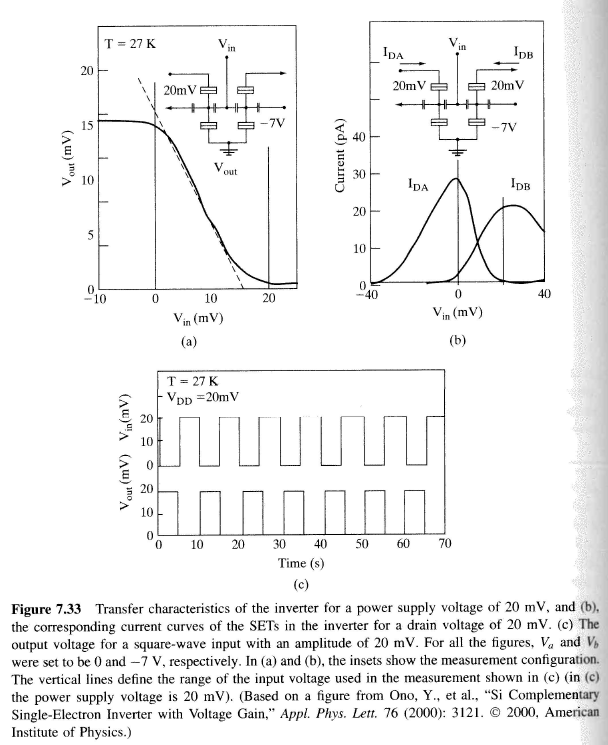 T = 27 K
V_in
20mV
−7V
V_out
V_out (mV)
20
15
10
5
0
−10
0
10
20
V_in (mV)
(a)
I_DA
V_in
I_DB
20mV
20mV
−7V
Current (pA)
40
30
20
10
0
I_DA
I_DB
−40
0
40
V_in (mV)
(b)
T = 27 K
V_DD =20mV
V_in(mV)
20
10
0
V_out (mV)
20
10
0
0
10
20
30
40
50
60
70
Time (s)
(c)
Figure 7.33 Transfer characteristics of the inverter for a power supply voltage of 20 mV, and (b),
the corresponding current curves of the SETs in the inverter for a drain voltage of 20 mV. (c) The
output voltage for a square-wave input with an amplitude of 20 mV. For all the figures, V_a and V_b
were set to be 0 and −7 V, respectively. In (a) and (b), the insets show the measurement configuration.
The vertical lines define the range of the input voltage used in the measurement shown in (c) (in (c)
the power supply voltage is 20 mV). (Based on a figure from Ono, Y., et al., “Si Complementary
Single-Electron Inverter with Voltage Gain,” Appl. Phys. Lett. 76 (2000): 3121. © 2000, American
Institute of Physics.)